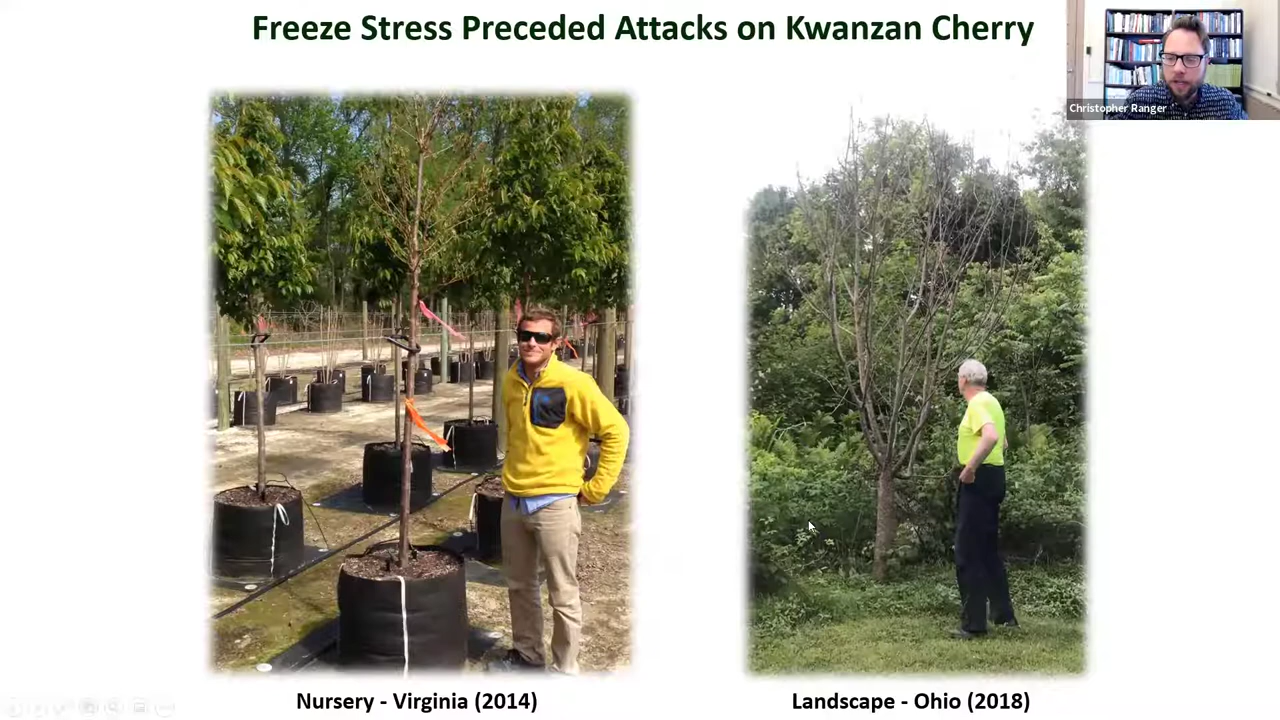 Freeze Stress Preceded Attacks on Kwanzan Cherry
Christopher Ranger
Nursery - Virginia (2014)
Landscape - Ohio (2018)